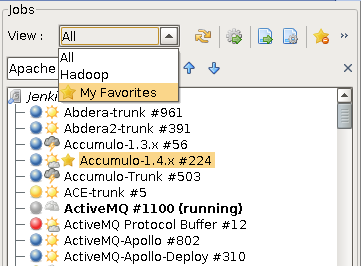 Jobs
View : All
All
Hadoop
My Favorites
Apache
Abdera-trunk #961
Abdera2-trunk #391
Accumulo-1.3.x #56
Accumulo-1.4.x #224
Accumulo-Trunk #503
ACE-trunk #5
ActiveMQ #1100 (running)
ActiveMQ Protocol Buffer #12
ActiveMQ-Apollo #802
ActiveMQ-Apollo-Deploy #310